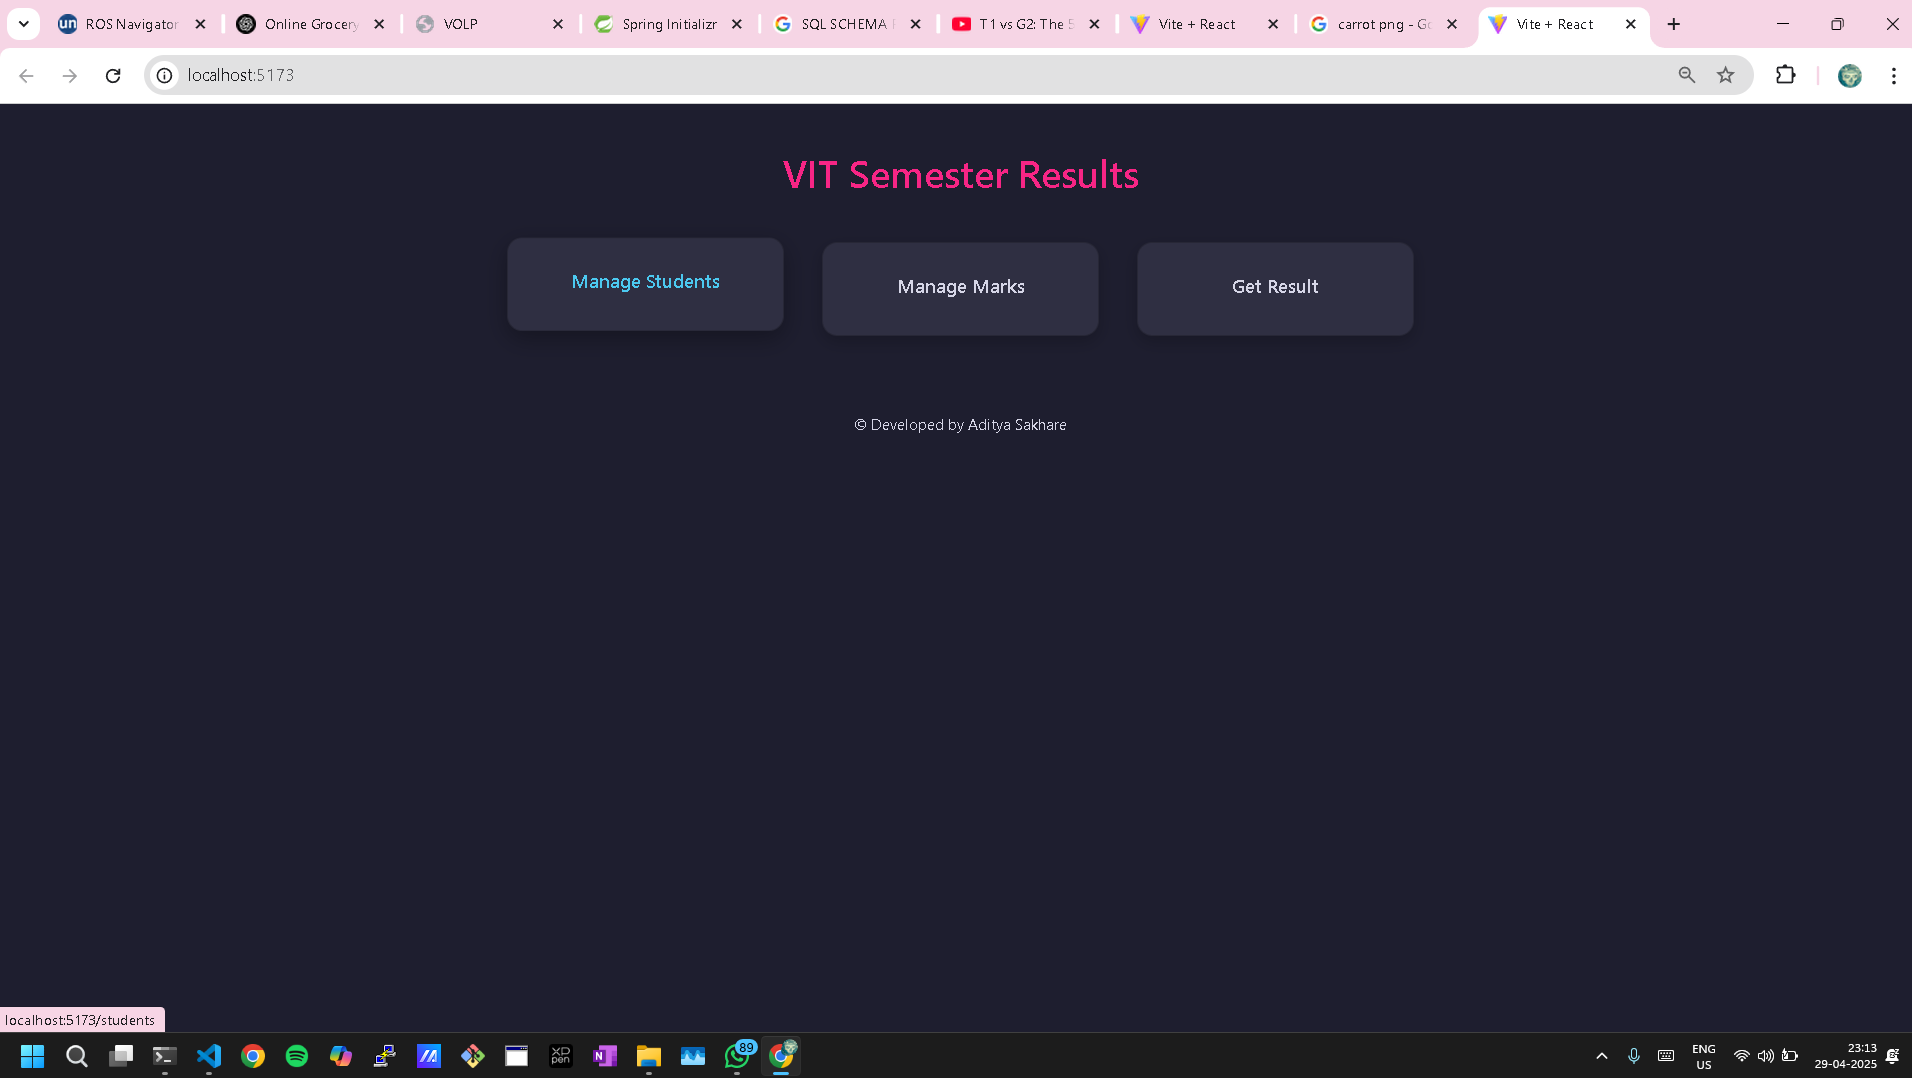 ROS Navigator
Online Grocery
VOLP
Spring Initializr
SQL SCHEMA
T1 vs G2: The 5
Vite + React
carrot png - Go
Vite + React
localhost:5173
VIT Semester Results
Manage Students
Manage Marks
Get Result
© Developed by Aditya Sakhare
localhost:5173/students
89
ENG
US
23:13
29-04-2025